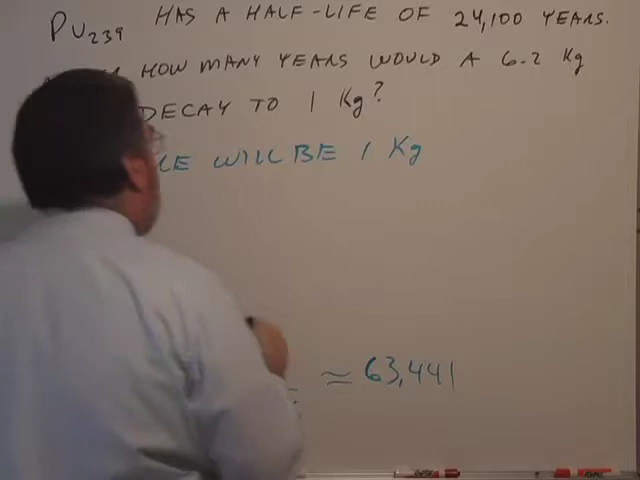 PU239 HAS A HALF-LIFE OF 24,100 YEARS.
HOW MANY YEARS WOULD A 6.2 Kg
DECAY TO 1 Kg?
WILL BE 1 Kg
≈ 63,441